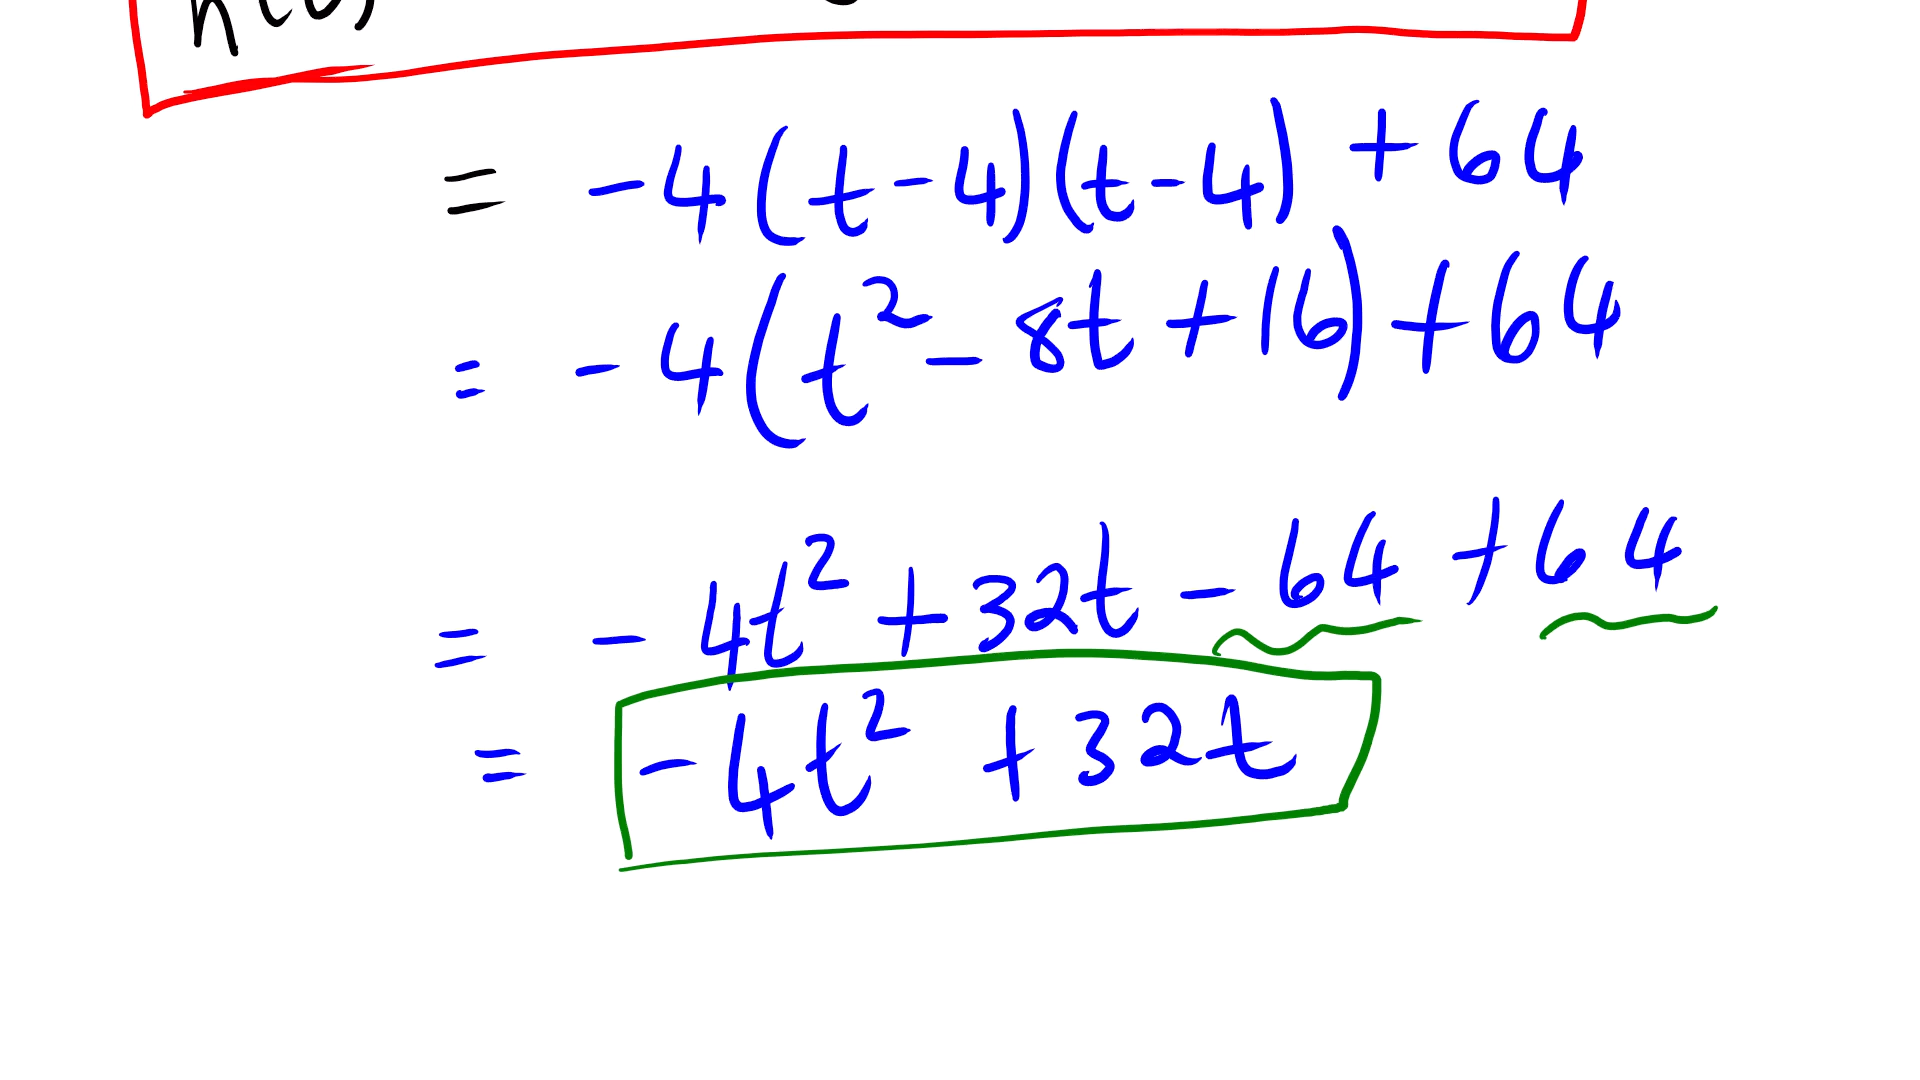 h(t)
= -4(t-4)(t-4) + 64
= -4(t² - 8t + 16) + 64
= -4t² + 32t - 64 + 64
= -4t² + 32t